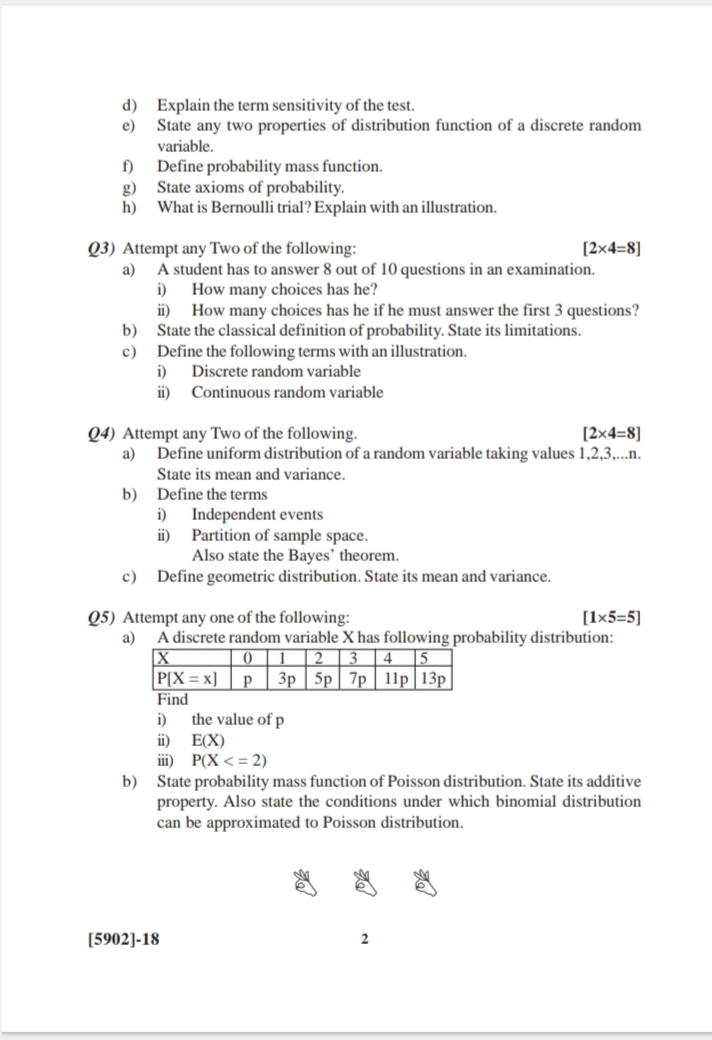 d) Explain the term sensitivity of the test.
e) State any two properties of distribution function of a discrete random
variable.
f) Define probability mass function.
g) State axioms of probability.
h) What is Bernoulli trial? Explain with an illustration.
Q3) Attempt any Two of the following: [2×4=8]
a) A student has to answer 8 out of 10 questions in an examination.
i) How many choices has he?
ii) How many choices has he if he must answer the first 3 questions?
b) State the classical definition of probability. State its limitations.
c) Define the following terms with an illustration.
i) Discrete random variable
ii) Continuous random variable
Q4) Attempt any Two of the following. [2×4=8]
a) Define uniform distribution of a random variable taking values 1,2,3,...n.
State its mean and variance.
b) Define the terms
i) Independent events
ii) Partition of sample space.
Also state the Bayes' theorem.
c) Define geometric distribution. State its mean and variance.
Q5) Attempt any one of the following: [1×5=5]
a) A discrete random variable X has following probability distribution:
X 0 1 2 3 4 5
P[X = x] p 3p 5p 7p 11p 13p
Find
i) the value of p
ii) E(X)
iii) P(X < = 2)
b) State probability mass function of Poisson distribution. State its additive
property. Also state the conditions under which binomial distribution
can be approximated to Poisson distribution.
[5902]-18 2